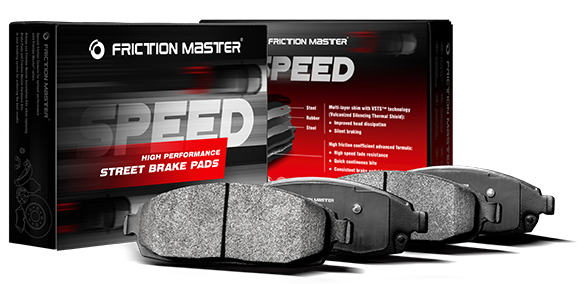 FRICTION MASTER®
SPEED
HIGH PERFORMANCE
STREET BRAKE PADS
FRICTION MASTER®
FRICTION MASTER®
SPEED
Steel
Rubber
Steel
Multi-layer shim with VSTS™ technology
(Vulcanized Silencing Thermal Shield):
• Improved head dissipation
• Silent braking
High friction coefficient advanced formula:
• High speed fade resistance
• Quick continuous bite
• Consistent brake